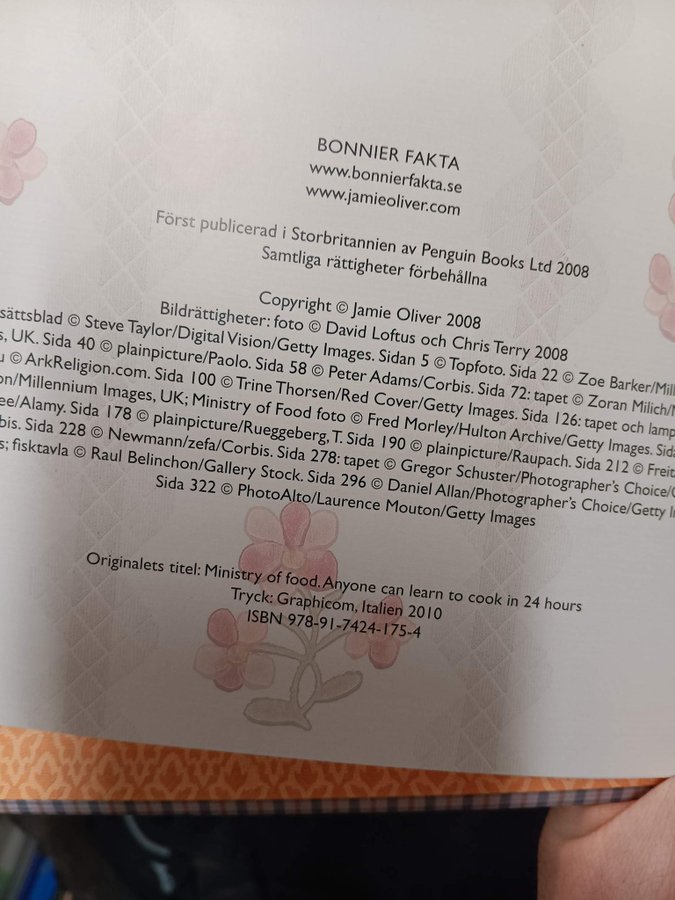 BONNIER FAKTA
www.bonnierfakta.se
www.jamieoliver.com
Först publicerad i Storbritannien av Penguin Books Ltd 2008
Samtliga rättigheter förbehållna
Copyright © Jamie Oliver 2008
Bildrättigheter: foto © David Loftus och Chris Terry 2008
sättsblad © Steve Taylor/Digital Vision/Getty Images. Sidan 5 © Topfoto. Sida 22 © Zoe Barker/Mill
s, UK. Sida 40 © plainpicture/Paolo. Sida 58 © Peter Adams/Corbis. Sida 72: tapet © Zoran Milich/
u © ArkReligion.com. Sida 100 © Trine Thorsen/Red Cover/Getty Images. Sida 126: tapet och lamp
on/Millennium Images, UK; Ministry of Food foto © Fred Morley/Hulton Archive/Getty Images. Sida
ee/Alamy. Sida 178 © plainpicture/Rueggeberg, T. Sida 190 © plainpicture/Raupach. Sida 212 © Freit
bis. Sida 228 © Newmann/zefa/Corbis. Sida 278: tapet © Gregor Schuster/Photographer's Choice/
s; fisktavla © Raul Belinchon/Gallery Stock. Sida 296 © Daniel Allan/Photographer's Choice/Getty I
Sida 322 © PhotoAlto/Laurence Mouton/Getty Images
Originalets titel: Ministry of food. Anyone can learn to cook in 24 hours
Tryck: Graphicom, Italien 2010
ISBN 978-91-7424-175-4